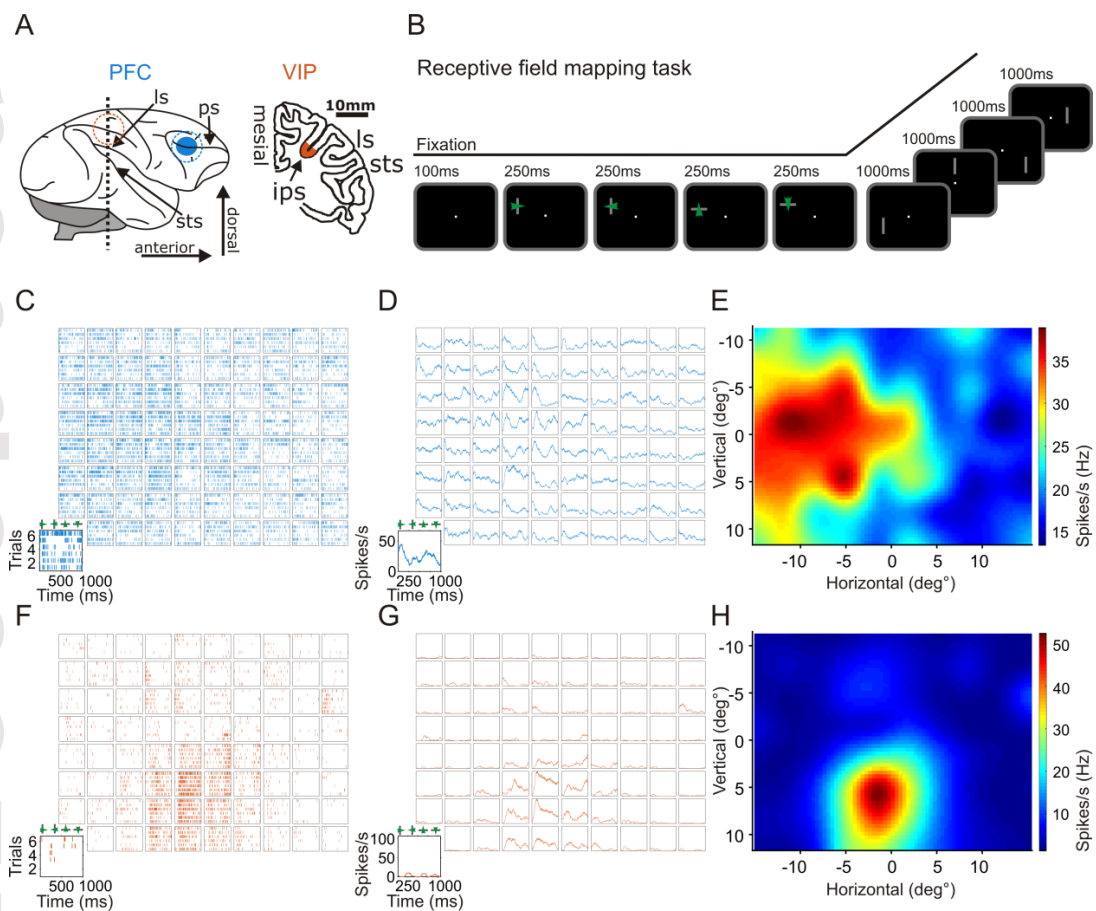 A
PFC
VIP
ls
ps
10mm
mesial
ls
sts
ips
sts
dorsal
anterior
B
Receptive field mapping task
Fixation
100ms 250ms 250ms 250ms 250ms 1000ms 1000ms 1000ms 1000ms
C
Trials
6
4
2
500 1000
Time (ms)
D
Spikes/s
50
0
250 1000
Time (ms)
E
Vertical (deg°)
-10
-5
0
5
10
-10 -5 0 5 10
Horizontal (deg°)
35
30
25
20
15
Spikes/s (Hz)
F
Trials
6
4
2
500 1000
Time (ms)
G
Spikes/s
100
50
0
250 1000
Time (ms)
H
Vertical (deg°)
-10
-5
0
5
10
-10 -5 0 5 10
Horizontal (deg°)
50
40
30
20
10
Spikes/s (Hz)